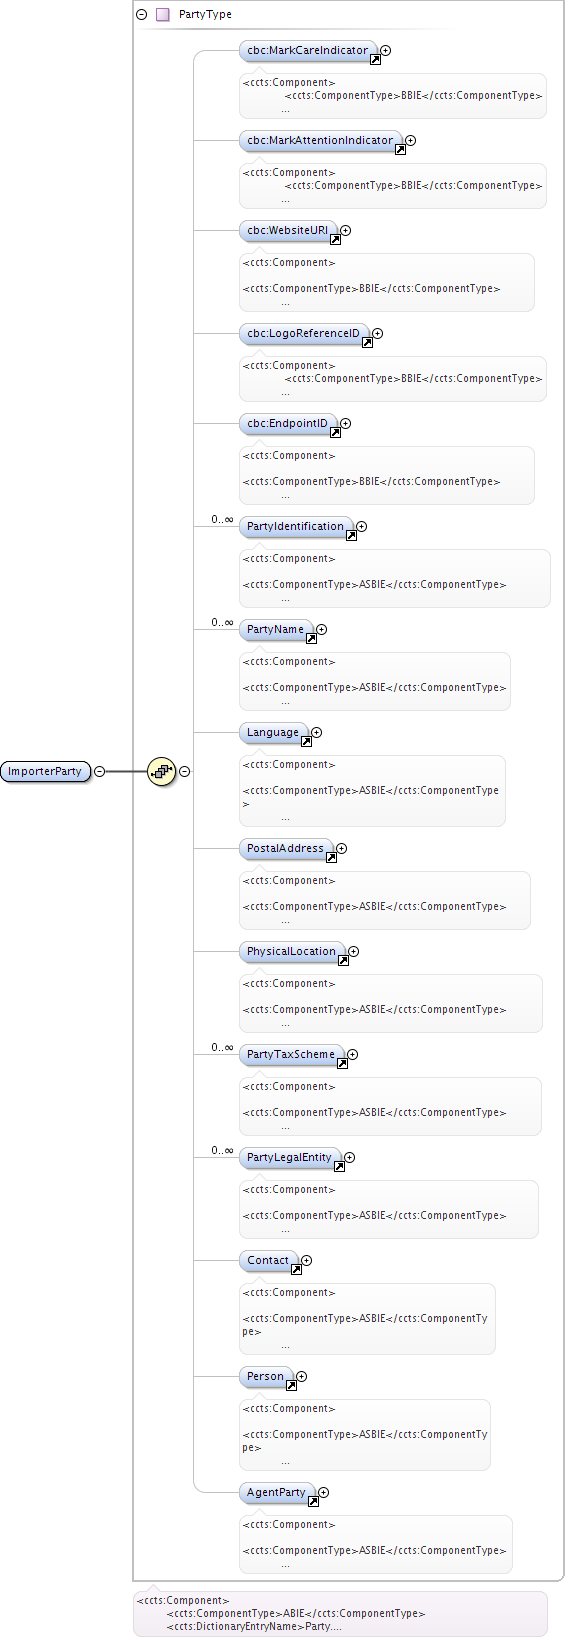 PartyType
cbc:MarkCareIndicator
<ccts:Component>
<ccts:ComponentType>BBIE</ccts:ComponentType>
...
cbc:MarkAttentionIndicator
<ccts:Component>
<ccts:ComponentType>BBIE</ccts:ComponentType>
...
cbc:WebsiteURI
<ccts:Component>
<ccts:ComponentType>BBIE</ccts:ComponentType>
...
cbc:LogoReferenceID
<ccts:Component>
<ccts:ComponentType>BBIE</ccts:ComponentType>
...
cbc:EndpointID
<ccts:Component>
<ccts:ComponentType>BBIE</ccts:ComponentType>
...
0..∞
PartyIdentification
<ccts:Component>
<ccts:ComponentType>ASBIE</ccts:ComponentType>
...
0..∞
PartyName
<ccts:Component>
<ccts:ComponentType>ASBIE</ccts:ComponentType>
...
Language
<ccts:Component>
<ccts:ComponentType>ASBIE</ccts:ComponentType
>
...
ImporterParty
PostalAddress
<ccts:Component>
<ccts:ComponentType>ASBIE</ccts:ComponentType>
...
PhysicalLocation
<ccts:Component>
<ccts:ComponentType>ASBIE</ccts:ComponentType>
...
0..∞
PartyTaxScheme
<ccts:Component>
<ccts:ComponentType>ASBIE</ccts:ComponentType>
...
0..∞
PartyLegalEntity
<ccts:Component>
<ccts:ComponentType>ASBIE</ccts:ComponentType>
...
Contact
<ccts:Component>
<ccts:ComponentType>ASBIE</ccts:ComponentTy
pe>
...
Person
<ccts:Component>
<ccts:ComponentType>ASBIE</ccts:ComponentTy
pe>
...
AgentParty
<ccts:Component>
<ccts:ComponentType>ASBIE</ccts:ComponentType>
...
<ccts:Component>
<ccts:ComponentType>ABIE</ccts:ComponentType>
<ccts:DictionaryEntryName>Party....